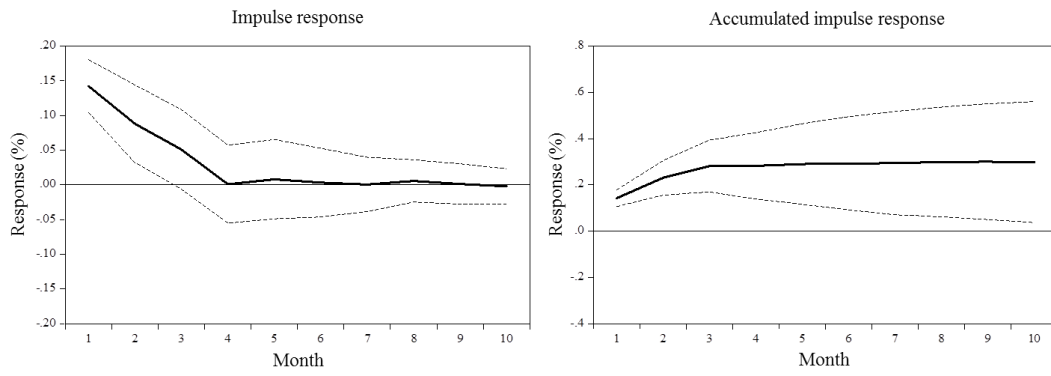 Impulse response
.20
.15
.10
.05
.00
-.05
-.10
-.15
-.20
Response (%)
1 2 3 4 5 6 7 8 9 10
Month
Accumulated impulse response
.8
.6
.4
.2
.0
-.2
-.4
Response (%)
1 2 3 4 5 6 7 8 9 10
Month